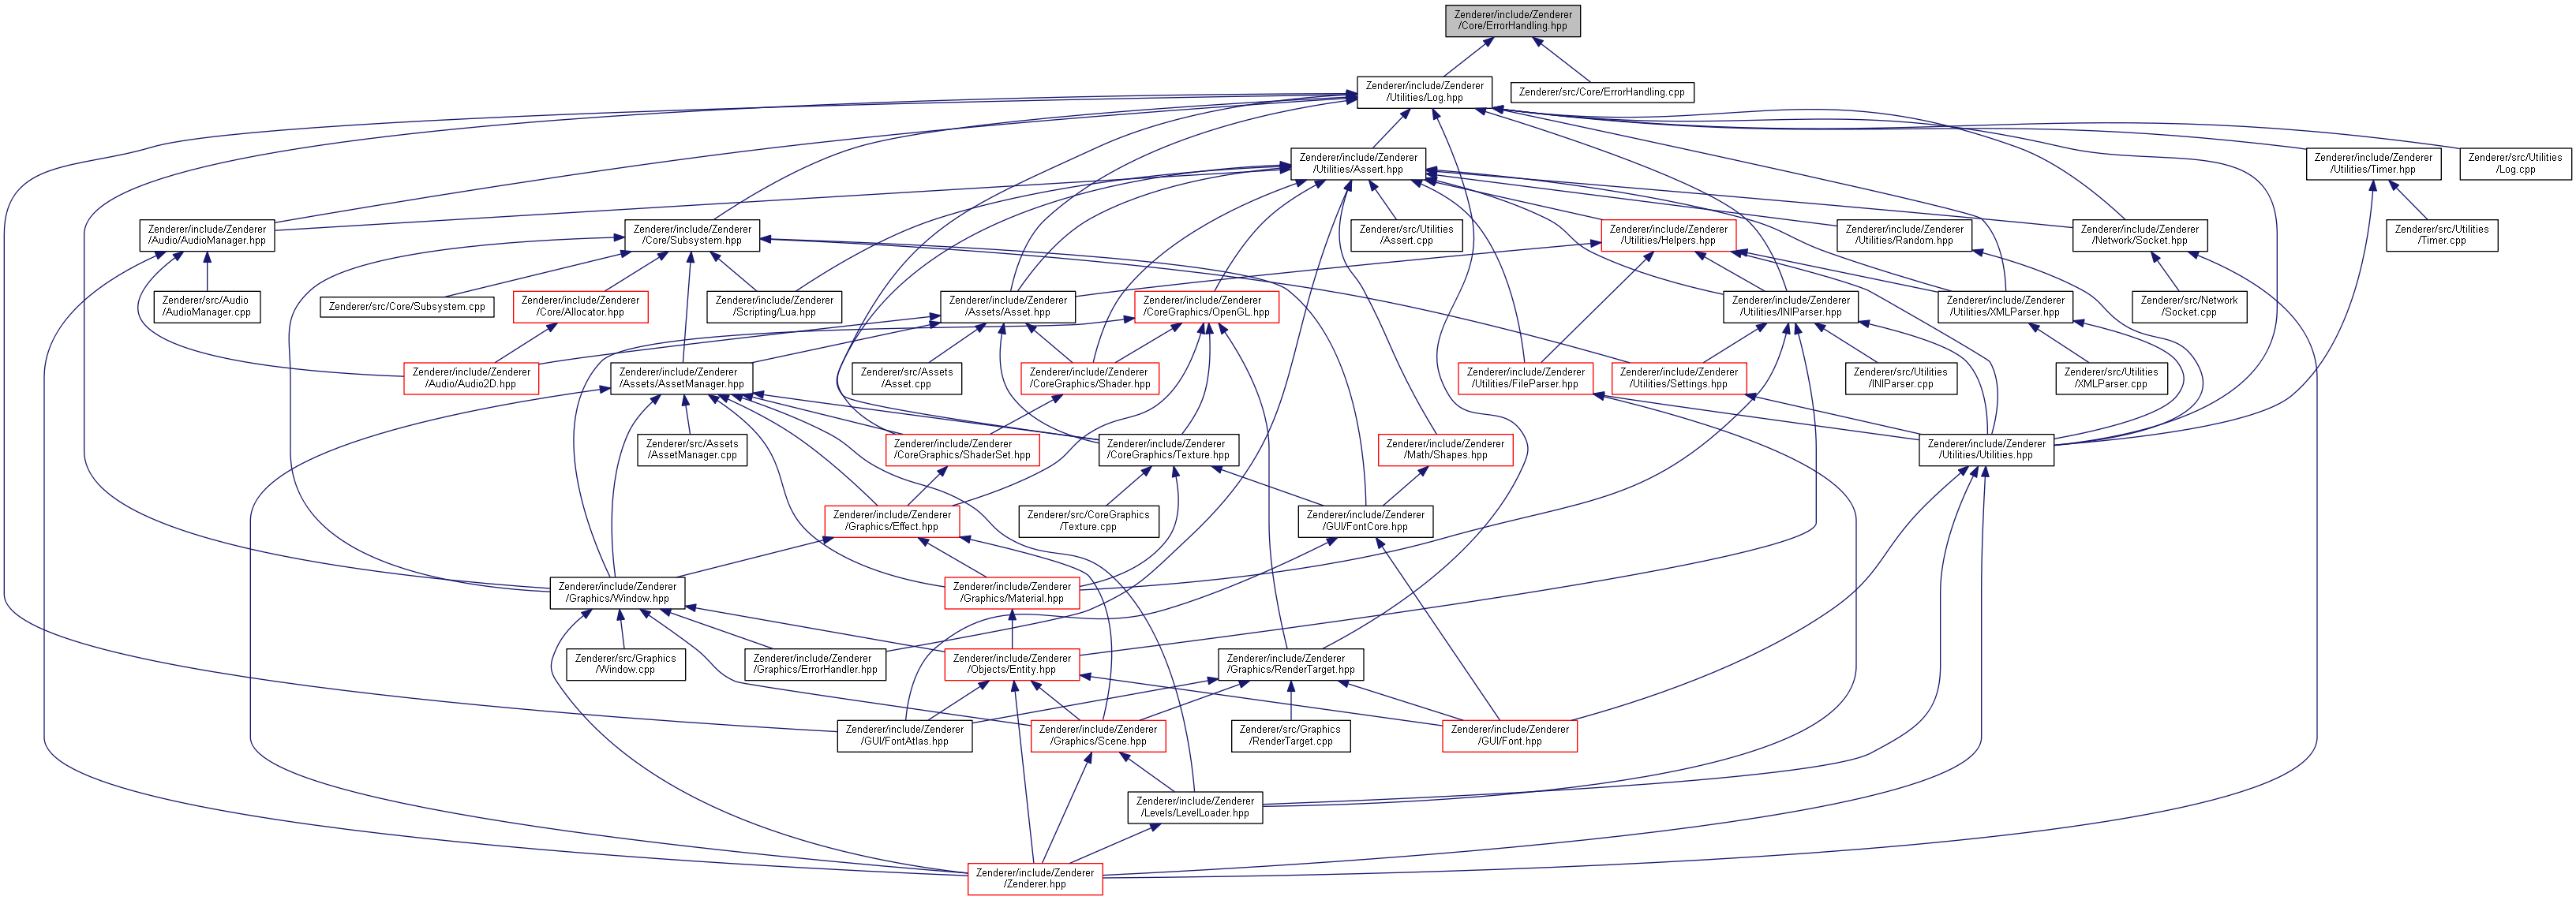 Zenderer/include/Zenderer
/Core/ErrorHandling.hpp
Zenderer/include/Zenderer
/Utilities/Log.hpp
Zenderer/src/Core/ErrorHandling.cpp
Zenderer/include/Zenderer
/Utilities/Assert.hpp
Zenderer/include/Zenderer
/Utilities/Timer.hpp
Zenderer/src/Utilities
/Log.cpp
Zenderer/include/Zenderer
/Audio/AudioManager.hpp
Zenderer/include/Zenderer
/Core/Subsystem.hpp
Zenderer/src/Utilities
/Assert.cpp
Zenderer/include/Zenderer
/Utilities/Helpers.hpp
Zenderer/include/Zenderer
/Utilities/Random.hpp
Zenderer/include/Zenderer
/Network/Socket.hpp
Zenderer/src/Utilities
/Timer.cpp
Zenderer/src/Audio
/AudioManager.cpp
Zenderer/src/Core/Subsystem.cpp
Zenderer/include/Zenderer
/Core/Allocator.hpp
Zenderer/include/Zenderer
/Scripting/Lua.hpp
Zenderer/include/Zenderer
/Assets/Asset.hpp
Zenderer/include/Zenderer
/CoreGraphics/OpenGL.hpp
Zenderer/include/Zenderer
/Utilities/INIParser.hpp
Zenderer/include/Zenderer
/Utilities/XMLParser.hpp
Zenderer/src/Network
/Socket.cpp
Zenderer/include/Zenderer
/Audio/Audio2D.hpp
Zenderer/include/Zenderer
/Assets/AssetManager.hpp
Zenderer/src/Assets
/Asset.cpp
Zenderer/include/Zenderer
/CoreGraphics/Shader.hpp
Zenderer/include/Zenderer
/Utilities/FileParser.hpp
Zenderer/include/Zenderer
/Utilities/Settings.hpp
Zenderer/src/Utilities
/INIParser.cpp
Zenderer/src/Utilities
/XMLParser.cpp
Zenderer/src/Assets
/AssetManager.cpp
Zenderer/include/Zenderer
/CoreGraphics/ShaderSet.hpp
Zenderer/include/Zenderer
/CoreGraphics/Texture.hpp
Zenderer/include/Zenderer
/Math/Shapes.hpp
Zenderer/include/Zenderer
/Utilities/Utilities.hpp
Zenderer/include/Zenderer
/Graphics/Effect.hpp
Zenderer/src/CoreGraphics
/Texture.cpp
Zenderer/include/Zenderer
/GUI/FontCore.hpp
Zenderer/include/Zenderer
/Graphics/Window.hpp
Zenderer/include/Zenderer
/Graphics/Material.hpp
Zenderer/src/Graphics
/Window.cpp
Zenderer/include/Zenderer
/Graphics/ErrorHandler.hpp
Zenderer/include/Zenderer
/Objects/Entity.hpp
Zenderer/include/Zenderer
/Graphics/RenderTarget.hpp
Zenderer/include/Zenderer
/GUI/FontAtlas.hpp
Zenderer/include/Zenderer
/Graphics/Scene.hpp
Zenderer/src/Graphics
/RenderTarget.cpp
Zenderer/include/Zenderer
/GUI/Font.hpp
Zenderer/include/Zenderer
/Levels/LevelLoader.hpp
Zenderer/include/Zenderer
/Zenderer.hpp